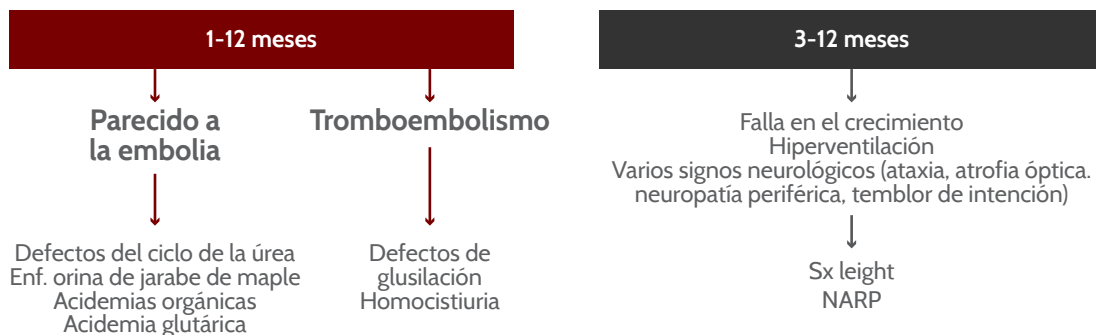 1-12 meses
Parecido a
la embolia
Defectos del ciclo de la úrea
Enf. orina de jarabe de maple
Acidemias orgánicas
Acidemia glutárica
Tromboembolismo
Defectos de
glusilación
Homocistiuria
3-12 meses
Falla en el crecimiento
Hiperventilación
Varios signos neurológicos (ataxia, atrofia óptica.
neuropatía periférica, temblor de intención)
Sx leight
NARP